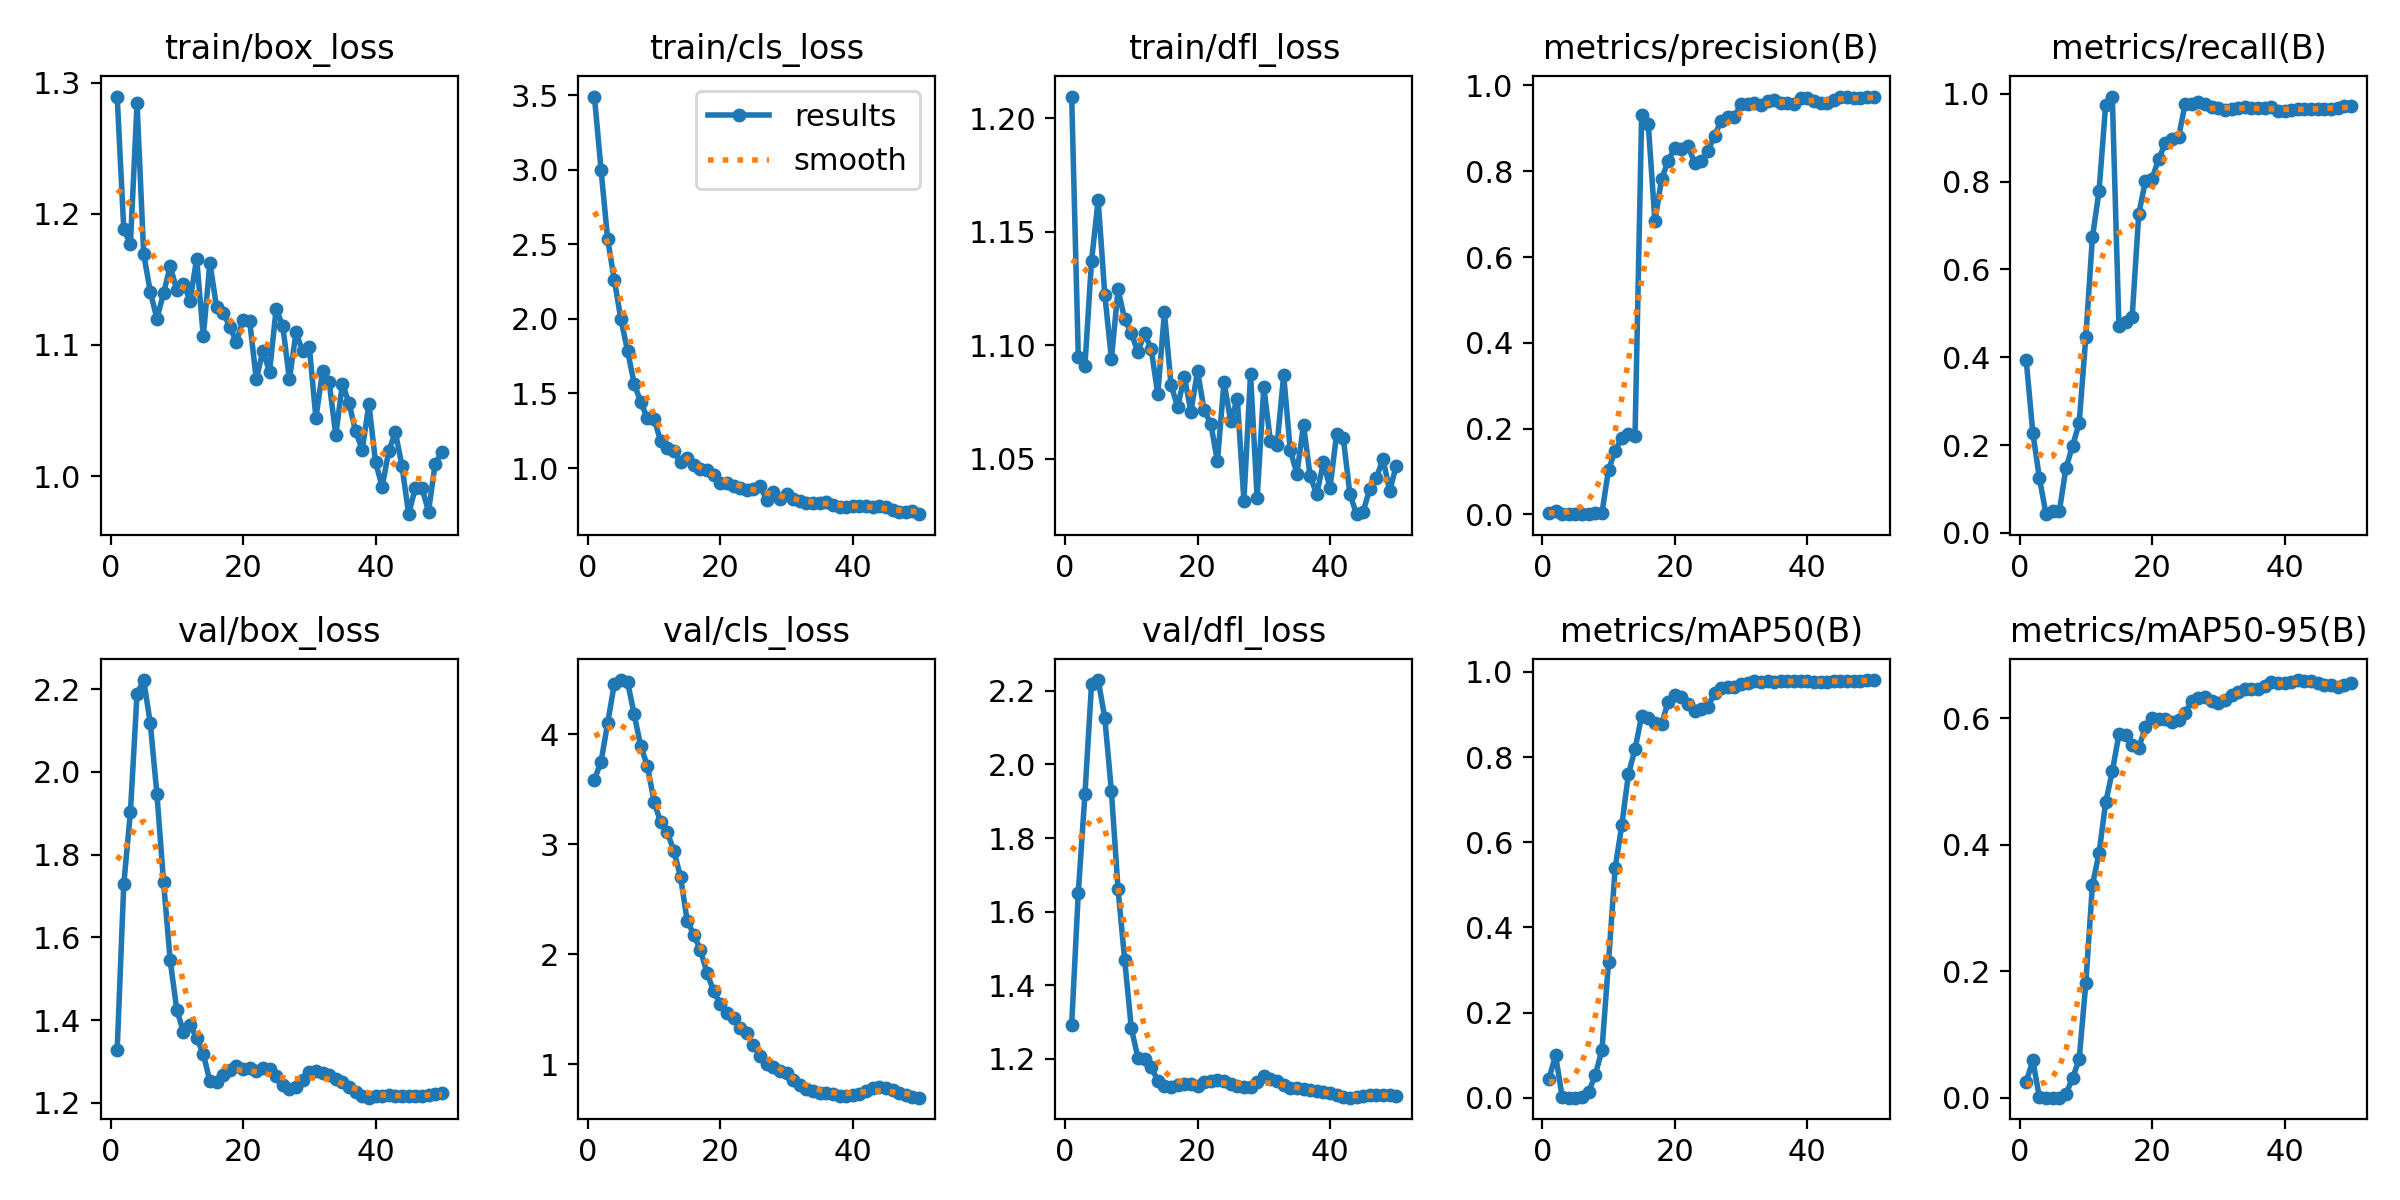 train/box_loss
1.3
1.2
1.1
1.0
0 20 40
train/cls_loss
results
smooth
3.5
3.0
2.5
2.0
1.5
1.0
0 20 40
train/dfl_loss
1.20
1.15
1.10
1.05
0 20 40
metrics/precision(B)
1.0
0.8
0.6
0.4
0.2
0.0
0 20 40
metrics/recall(B)
1.0
0.8
0.6
0.4
0.2
0.0
0 20 40
val/box_loss
2.2
2.0
1.8
1.6
1.4
1.2
0 20 40
val/cls_loss
4
3
2
1
0 20 40
val/dfl_loss
2.2
2.0
1.8
1.6
1.4
1.2
0 20 40
metrics/mAP50(B)
1.0
0.8
0.6
0.4
0.2
0.0
0 20 40
metrics/mAP50-95(B)
0.6
0.4
0.2
0.0
0 20 40